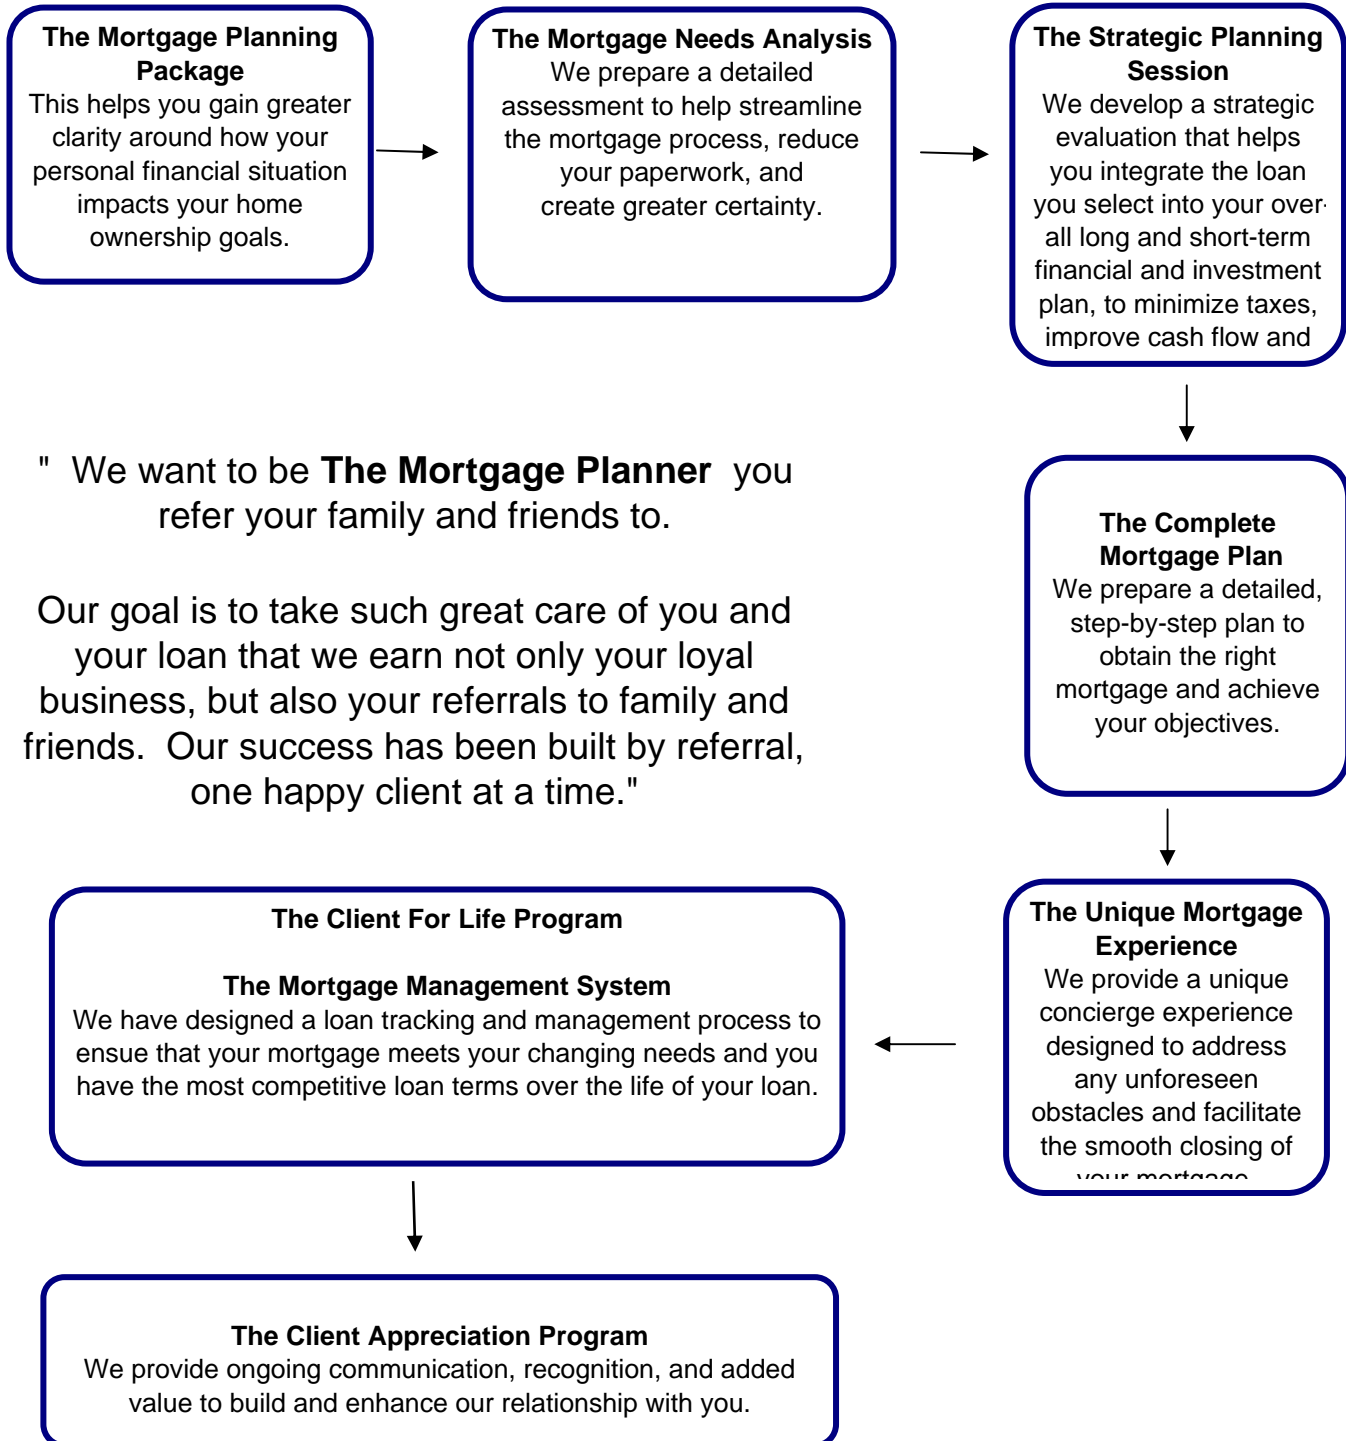 The Mortgage Planning
Package
This helps you gain greater
clarity around how your
personal financial situation
impacts your home
ownership goals.
The Mortgage Needs Analysis
We prepare a detailed
assessment to help streamline
the mortgage process, reduce
your paperwork, and
create greater certainty.
The Strategic Planning
Session
We develop a strategic
evaluation that helps
you integrate the loan
you select into your over-
all long and short-term
financial and investment
plan, to minimize taxes,
improve cash flow and
" We want to be The Mortgage Planner you
refer your family and friends to.
Our goal is to take such great care of you and
your loan that we earn not only your loyal
business, but also your referrals to family and
friends. Our success has been built by referral,
one happy client at a time."
The Complete
Mortgage Plan
We prepare a detailed,
step-by-step plan to
obtain the right
mortgage and achieve
your objectives.
The Unique Mortgage
Experience
We provide a unique
concierge experience
designed to address
any unforeseen
obstacles and facilitate
the smooth closing of
your mortgage
The Client For Life Program
The Mortgage Management System
We have designed a loan tracking and management process to
ensue that your mortgage meets your changing needs and you
have the most competitive loan terms over the life of your loan.
The Client Appreciation Program
We provide ongoing communication, recognition, and added
value to build and enhance our relationship with you.